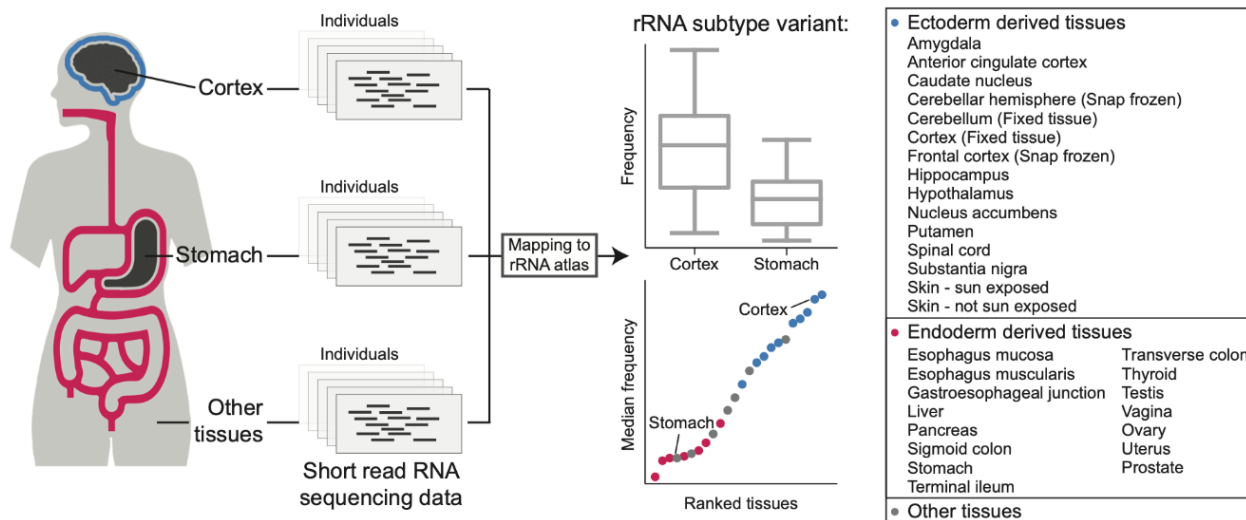 Individuals
Cortex
Individuals
Stomach
Individuals
Other
tissues
Short read RNA
sequencing data
Mapping to
rRNA atlas
rRNA subtype variant:
Frequency
Cortex Stomach
Median frequency
Cortex
Stomach
Ranked tissues
Ectoderm derived tissues
Amygdala
Anterior cingulate cortex
Caudate nucleus
Cerebellar hemisphere (Snap frozen)
Cerebellum (Fixed tissue)
Cortex (Fixed tissue)
Frontal cortex (Snap frozen)
Hippocampus
Hypothalamus
Nucleus accumbens
Putamen
Spinal cord
Substantia nigra
Skin - sun exposed
Skin - not sun exposed
Endoderm derived tissues
Esophagus mucosa Transverse colon
Esophagus muscularis Thyroid
Gastroesophageal junction Testis
Liver Vagina
Pancreas Ovary
Sigmoid colon Uterus
Stomach Prostate
Terminal ileum
Other tissues